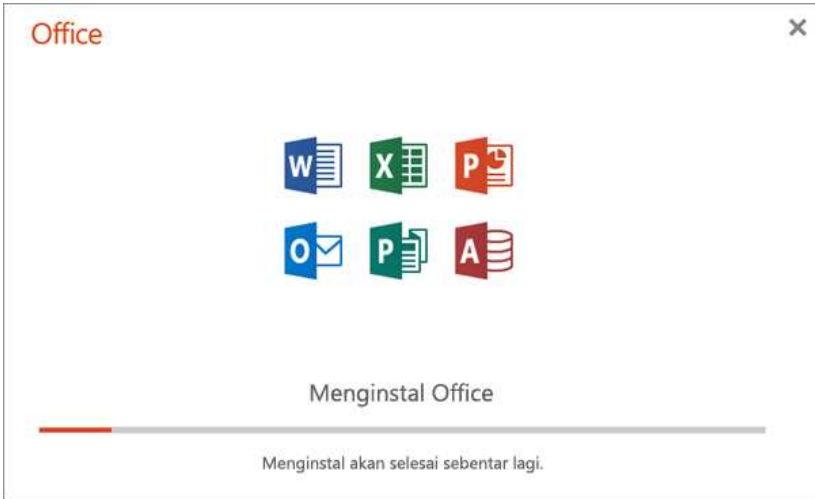 Office
W X P
O P A
Menginstal Office
Menginstal akan selesai sebentar lagi.